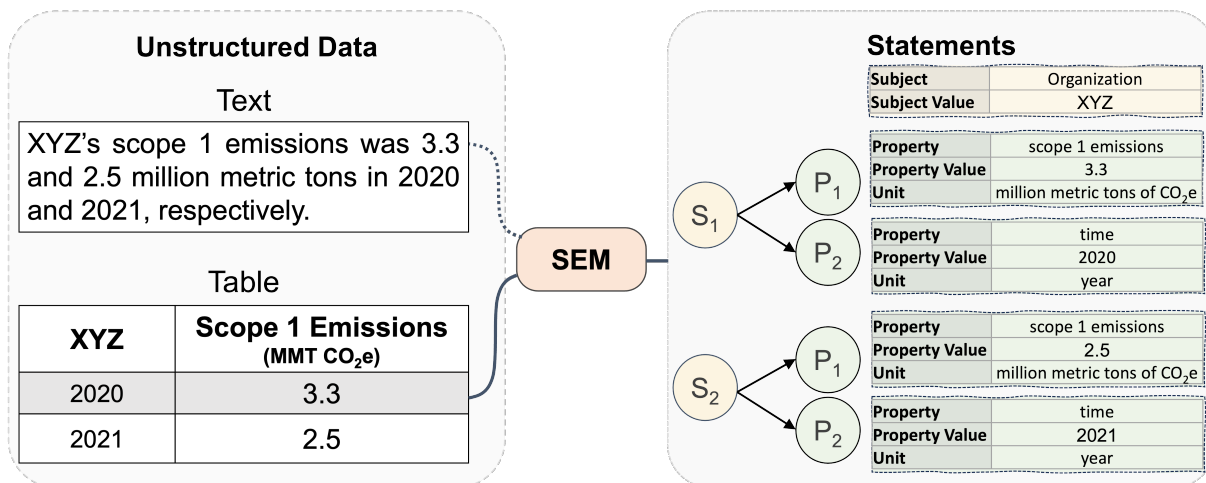 Unstructured Data
Text
XYZ's scope 1 emissions was 3.3
and 2.5 million metric tons in 2020
and 2021, respectively.
Table
XYZ Scope 1 Emissions
(MMT CO₂e)
2020 3.3
2021 2.5
SEM
Statements
Subject Organization
Subject Value XYZ
S₁
P₁
Property scope 1 emissions
Property Value 3.3
Unit million metric tons of CO₂e
P₂
Property time
Property Value 2020
Unit year
S₂
P₁
Property scope 1 emissions
Property Value 2.5
Unit million metric tons of CO₂e
P₂
Property time
Property Value 2021
Unit year